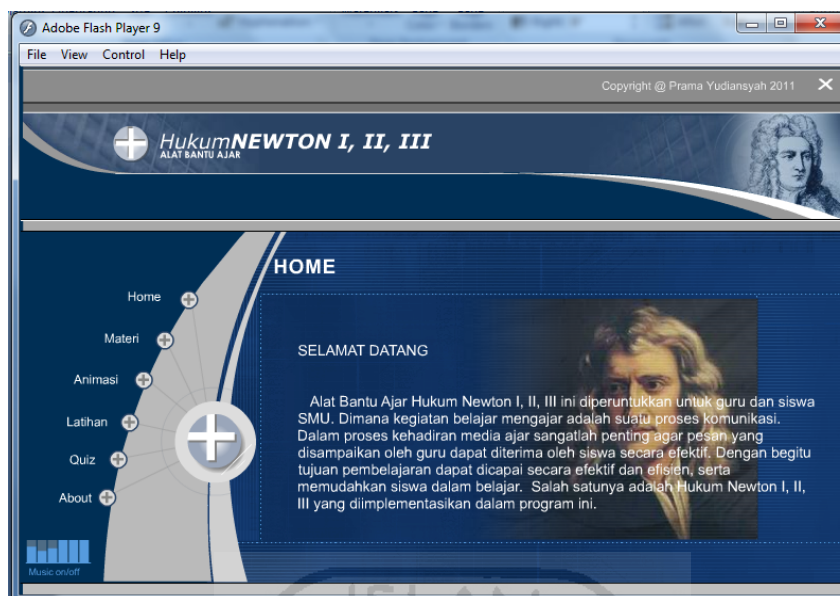 Adobe Flash Player 9
File View Control Help
Copyright @ Prama Yudiansyah 2011
HukumNEWTON I, II, III
ALAT BANTU AJAR
HOME
Home
Materi
Animasi
Latihan
Quiz
About
Music on/off
SELAMAT DATANG
Alat Bantu Ajar Hukum Newton I, II, III ini diperuntukkan untuk guru dan siswa
SMU. Dimana kegiatan belajar mengajar adalah suatu proses komunikasi.
Dalam proses kehadiran media ajar sangatlah penting agar pesan yang
disampaikan oleh guru dapat diterima oleh siswa secara efektif. Dengan begitu
tujuan pembelajaran dapat dicapai secara efektif dan efisien, serta
memudahkan siswa dalam belajar. Salah satunya adalah Hukum Newton I, II,
III yang diimplementasikan dalam program ini.